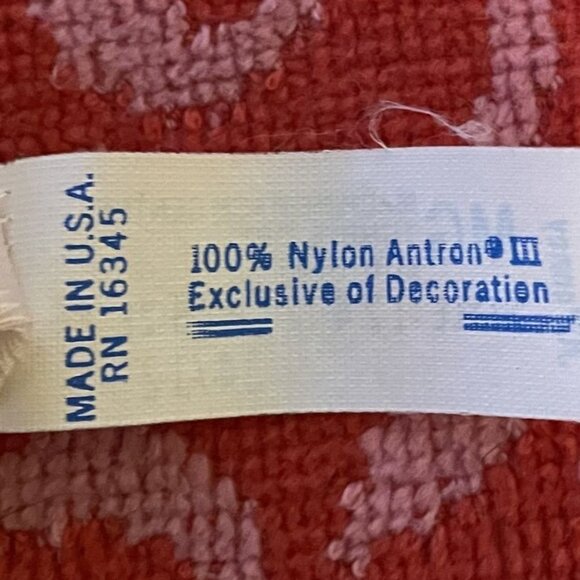 MADE IN U.S.A.
RN 16345
100% Nylon Antron® III
Exclusive of Decoration